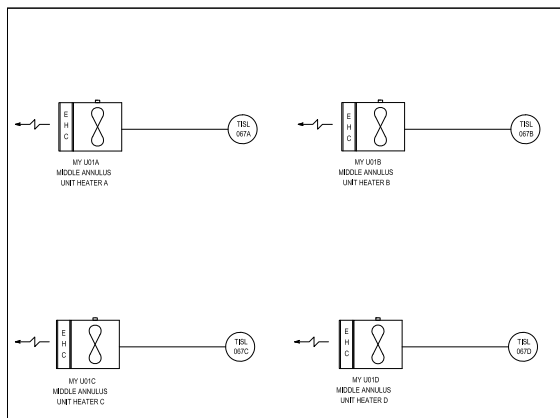 E
H
C
TISL
067A
MY U01A
MIDDLE ANNULUS
UNIT HEATER A
E
H
C
TISL
067B
MY U01B
MIDDLE ANNULUS
UNIT HEATER B
E
H
C
TISL
067C
MY U01C
MIDDLE ANNULUS
UNIT HEATER C
E
H
C
TISL
067D
MY U01D
MIDDLE ANNULUS
UNIT HEATER D